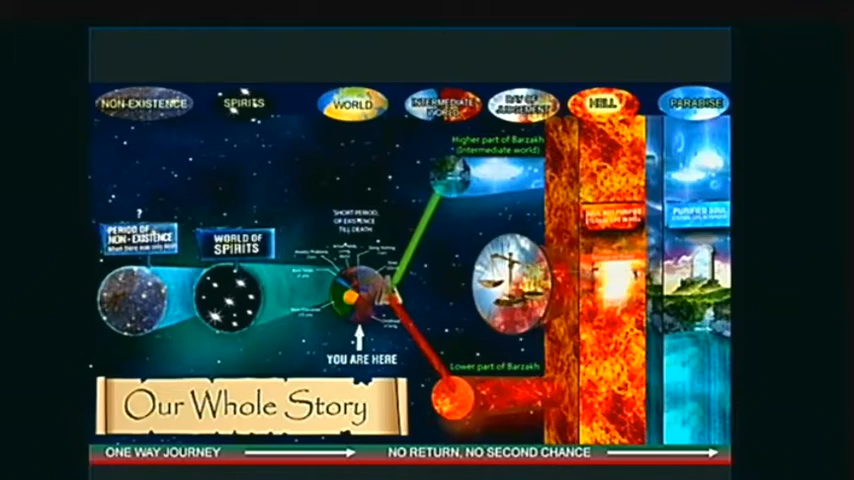 NON-EXISTENCE
SPIRITS
WORLD
INTERMEDIATE
WORLD
DAY OF
JUDGEMENT
HELL
PARADISE
Higher part of Barzakh
(Intermediate world)
?
PERIOD OF
NON-EXISTENCE
WORLD OF
SPIRITS
SHORT PERIOD,
OF EXISTENCE
TILL DEATH
PURIFIED SOUL
YOU ARE HERE
Lower part of Barzakh
Our Whole Story
ONE WAY JOURNEY
NO RETURN, NO SECOND CHANCE